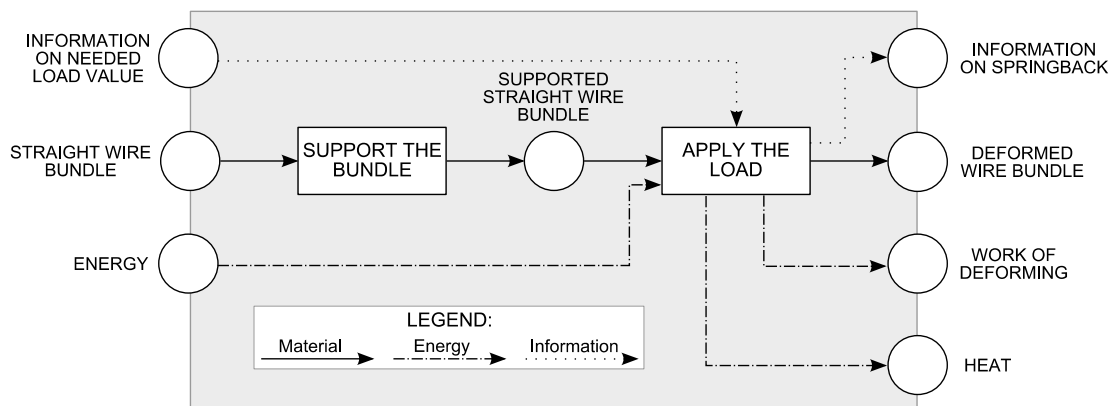 INFORMATION
ON NEEDED
LOAD VALUE
SUPPORTED
STRAIGHT WIRE
BUNDLE
INFORMATION
ON SPRINGBACK
STRAIGHT WIRE
BUNDLE
SUPPORT THE
BUNDLE
APPLY THE
LOAD
DEFORMED
WIRE BUNDLE
ENERGY
WORK OF
DEFORMING
LEGEND:
Material
Energy
Information
HEAT